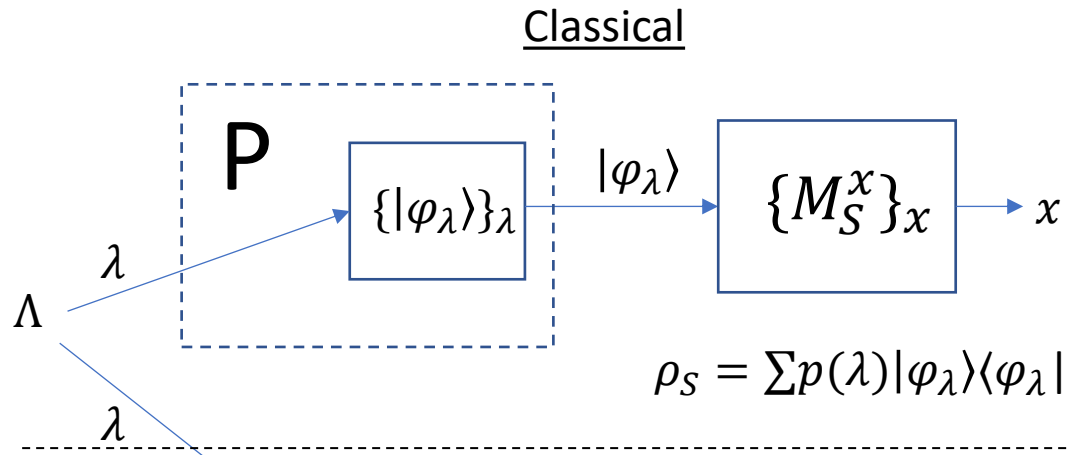 Classical
P
{|φ_λ⟩}_λ
|φ_λ⟩
{M_S^x}_x
x
λ
Λ
ρ_S = ∑p(λ)|φ_λ⟩⟨φ_λ|
λ